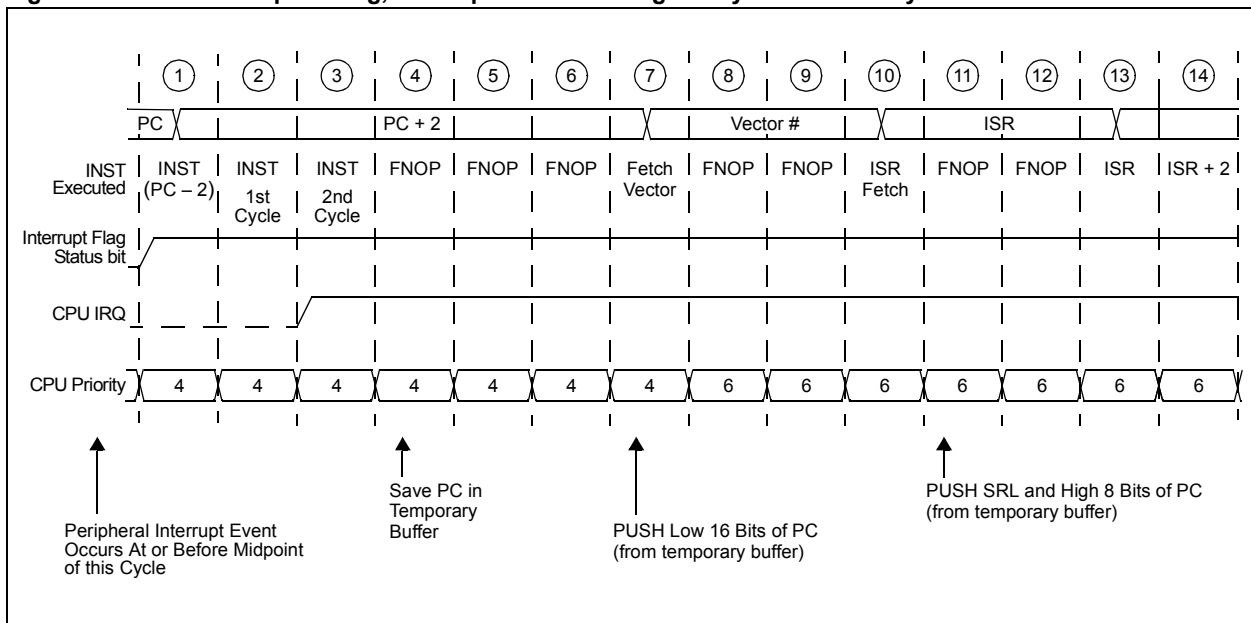 1 2 3 4 5 6 7 8 9 10 11 12 13 14
PC PC + 2 Vector # ISR
INST Executed
INST (PC – 2)
INST 1st Cycle
INST 2nd Cycle
FNOP
FNOP
FNOP
Fetch Vector
FNOP
FNOP
ISR Fetch
FNOP
FNOP
ISR
ISR + 2
Interrupt Flag
Status bit
CPU IRQ
CPU Priority 4 4 4 4 4 4 4 6 6 6 6 6 6 6
Peripheral Interrupt Event
Occurs At or Before Midpoint
of this Cycle
Save PC in
Temporary
Buffer
PUSH Low 16 Bits of PC
(from temporary buffer)
PUSH SRL and High 8 Bits of PC
(from temporary buffer)